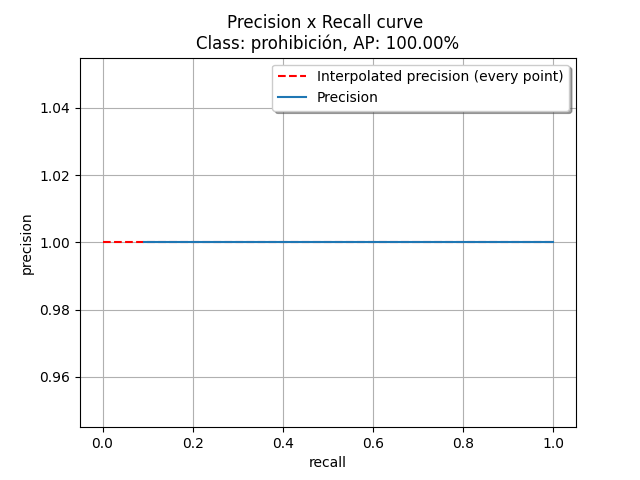 Precision x Recall curve
Class: prohibición, AP: 100.00%
Interpolated precision (every point)
Precision
1.04
1.02
1.00
0.98
0.96
precision
0.0 0.2 0.4 0.6 0.8 1.0
recall